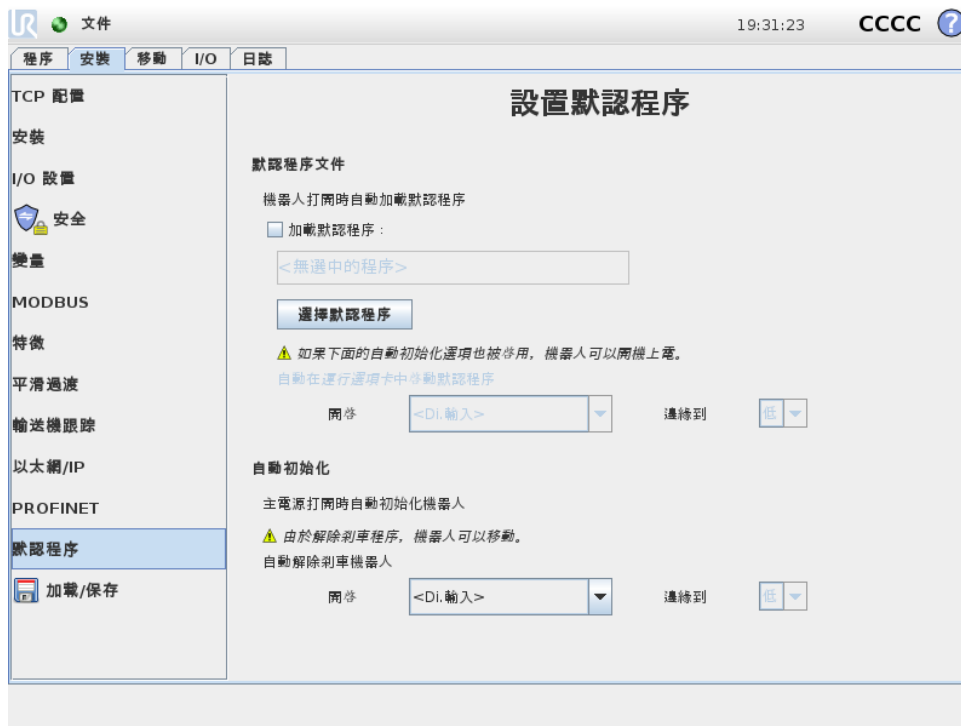 UR 文件 19:31:23 CCCC ?
程序 安裝 移動 I/O 日誌
TCP 配置
安裝
I/O 設置
安全
變量
MODBUS
特徵
平滑過渡
輸送機跟踪
以太網/IP
PROFINET
默認程序
加載/保存
設置默認程序
默認程序文件
機器人打開時自動加載默認程序
加載默認程序：
<無選中的程序>
選擇默認程序
如果下面的自動初始化選項也被啓用，機器人可以開機上電。
自動在運行選項卡中啓動默認程序
開啓 <Di.輸入> 邊緣到 低
自動初始化
主電源打開時自動初始化機器人
由於解除剎車程序，機器人可以移動。
自動解除剎車機器人
開啓 <Di.輸入> 邊緣到 低